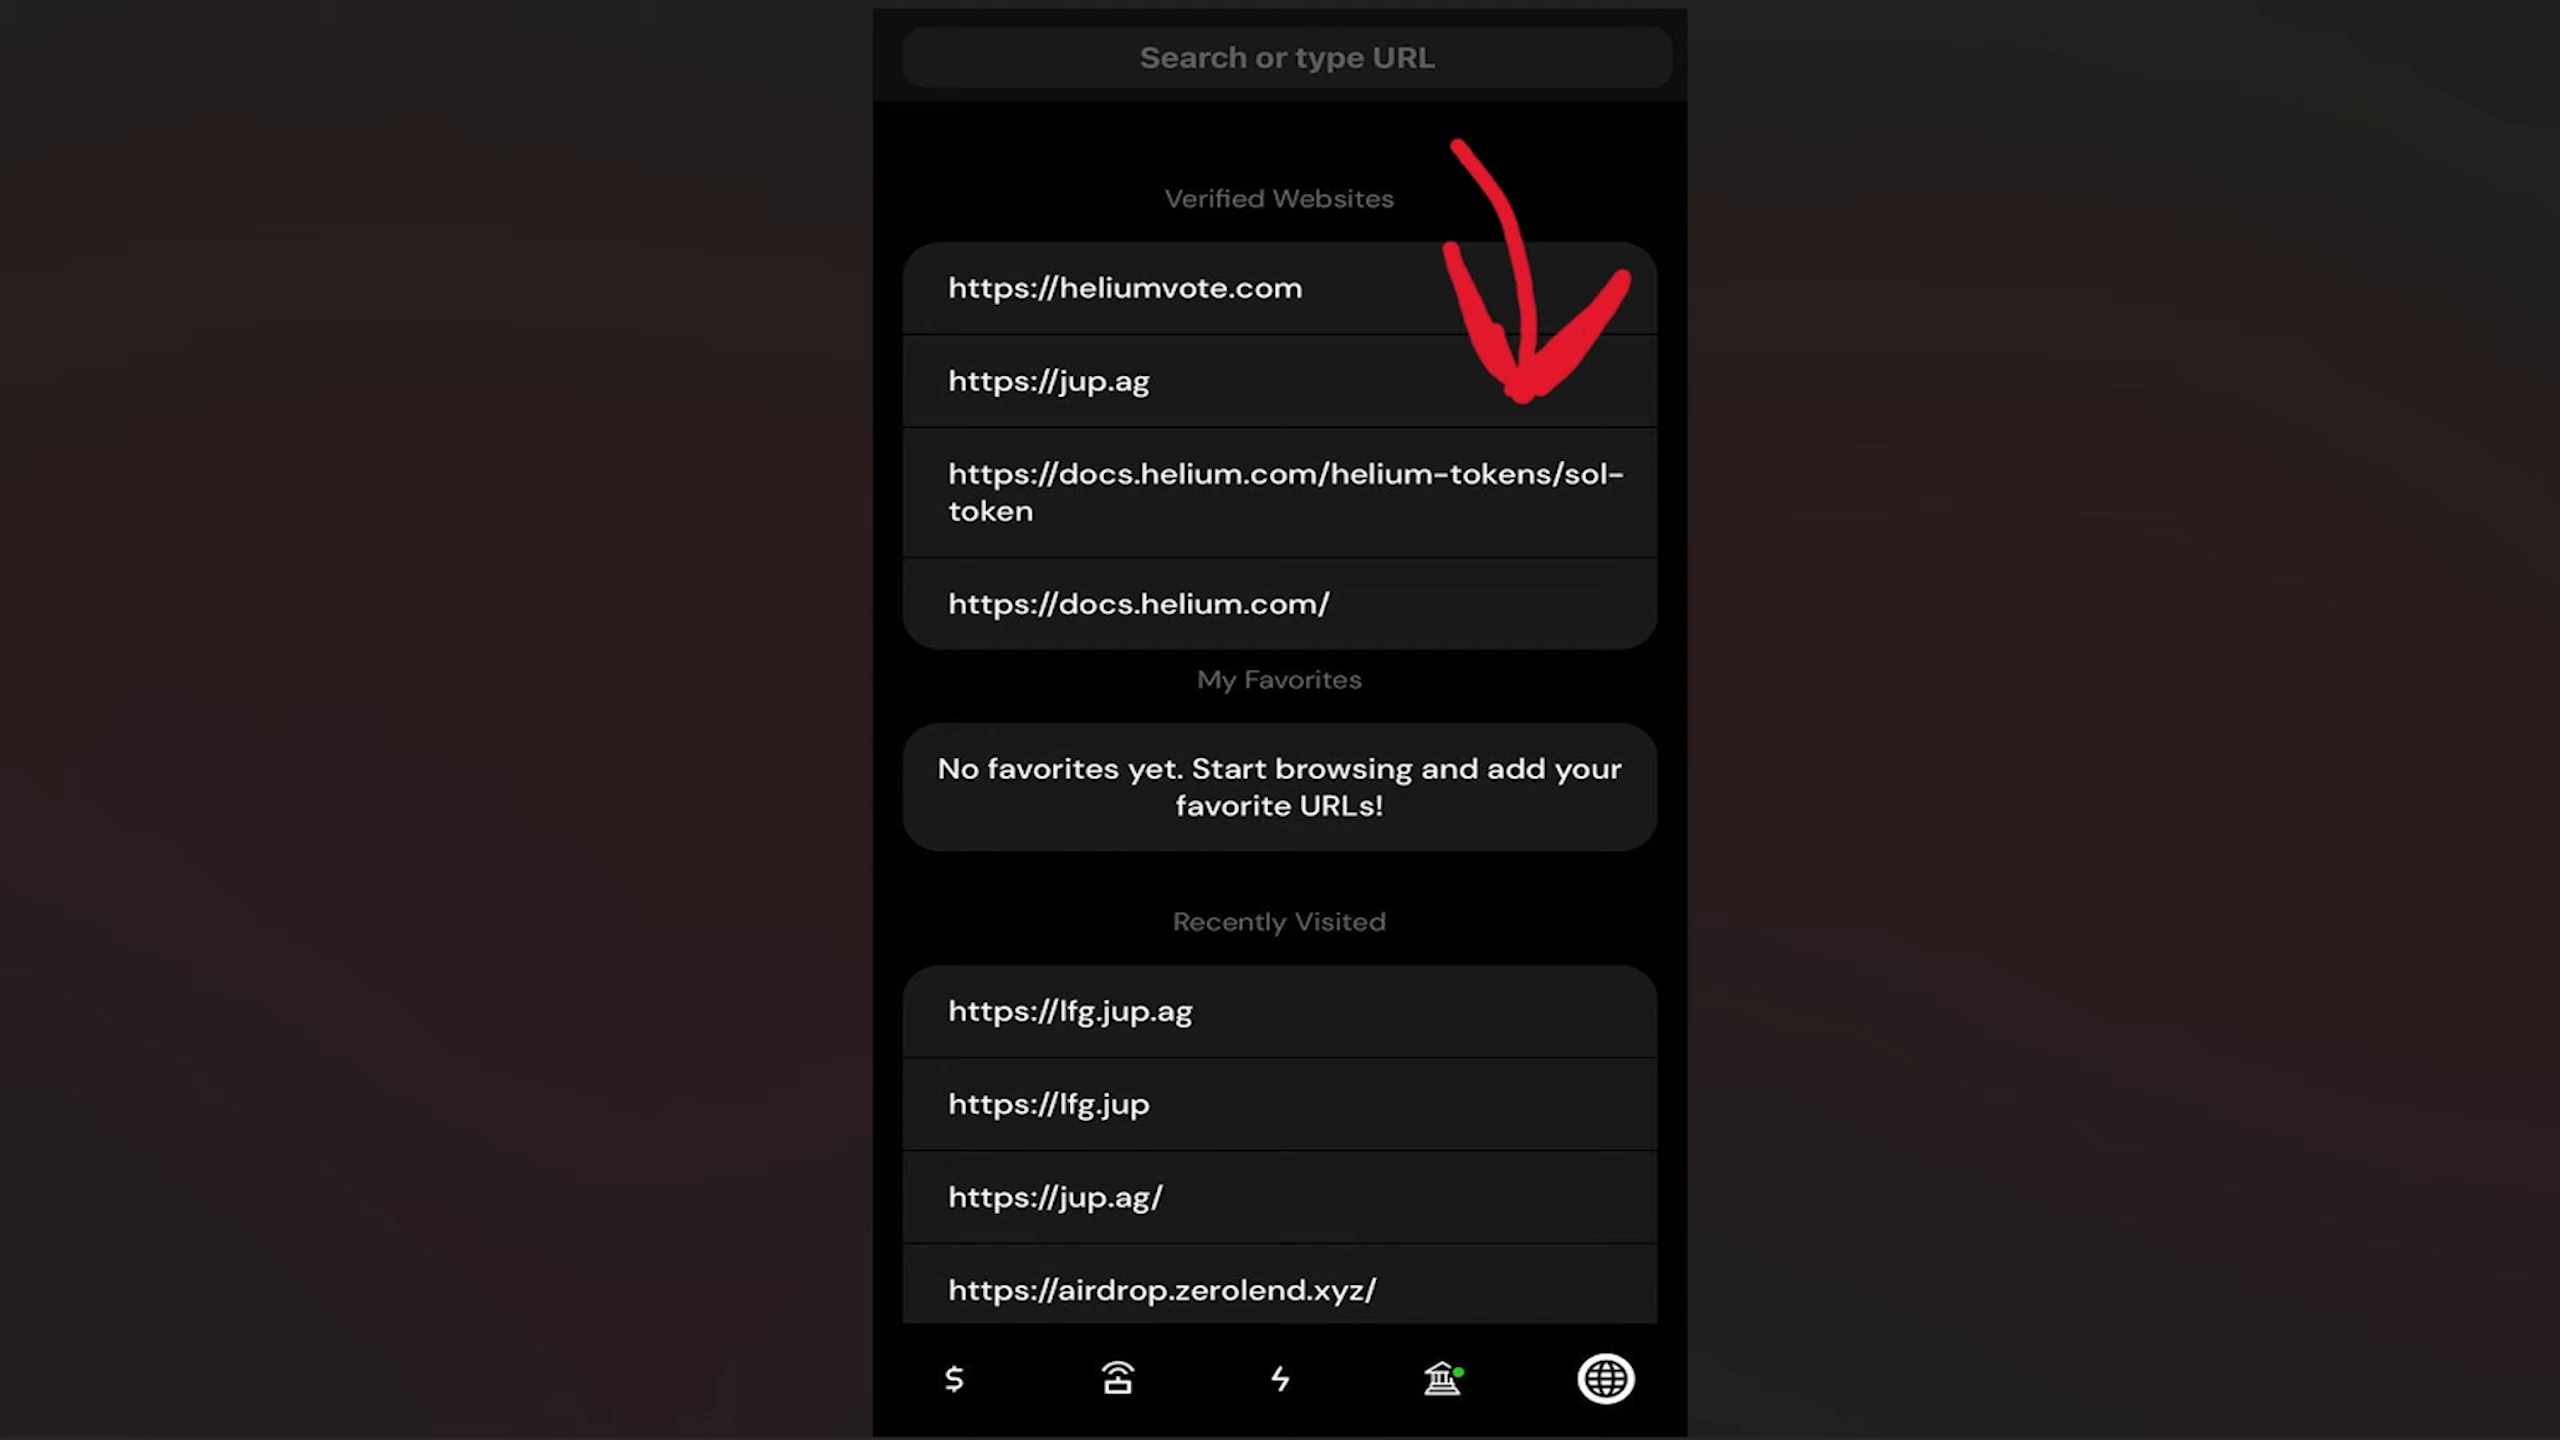 Search or type URL
Verified Websites
https://heliumvote.com
https://jup.ag
https://docs.helium.com/helium-tokens/sol-
token
https://docs.helium.com/
My Favorites
No favorites yet. Start browsing and add your
favorite URLs!
Recently Visited
https://lfg.jup.ag
https://lfg.jup
https://jup.ag/
https://airdrop.zerolend.xyz/